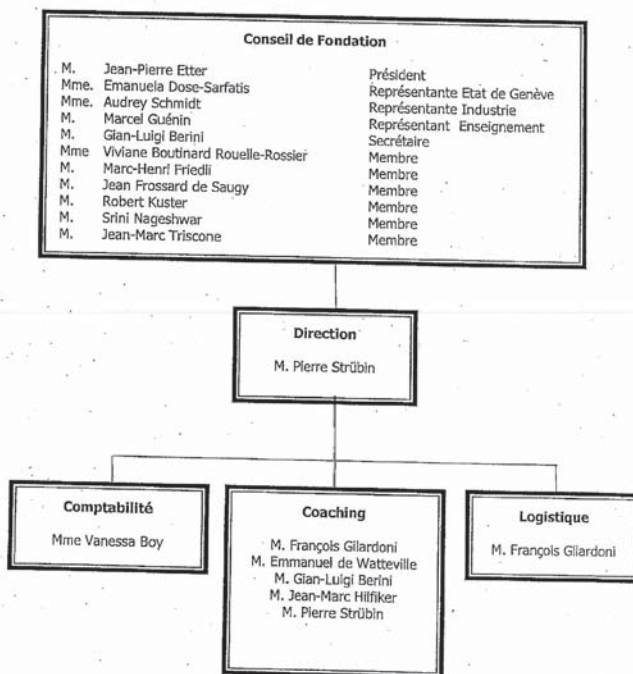 Conseil de Fondation
M. Jean-Pierre Etter Président
Mme. Emanuela Dose-Sarfatis Représentante Etat de Genève
Mme. Audrey Schmidt Représentante Industrie
M. Marcel Guénin Représentant Enseignement
M. Gian-Luigi Berini Secrétaire
Mme Viviane Boutinard Rouelle-Rossier Membre
M. Marc-Henri Friedli Membre
M. Jean Frossard de Saugy Membre
M. Robert Kuster Membre
M. Srini Nageshwar Membre
M. Jean-Marc Triscone Membre
Direction
M. Pierre Strübin
Comptabilité
Mme Vanessa Boy
Coaching
M. François Gilardoni
M. Emmanuel de Watteville
M. Gian-Luigi Berini
M. Jean-Marc Hilfiker
M. Pierre Strübin
Logistique
M. François Gilardoni